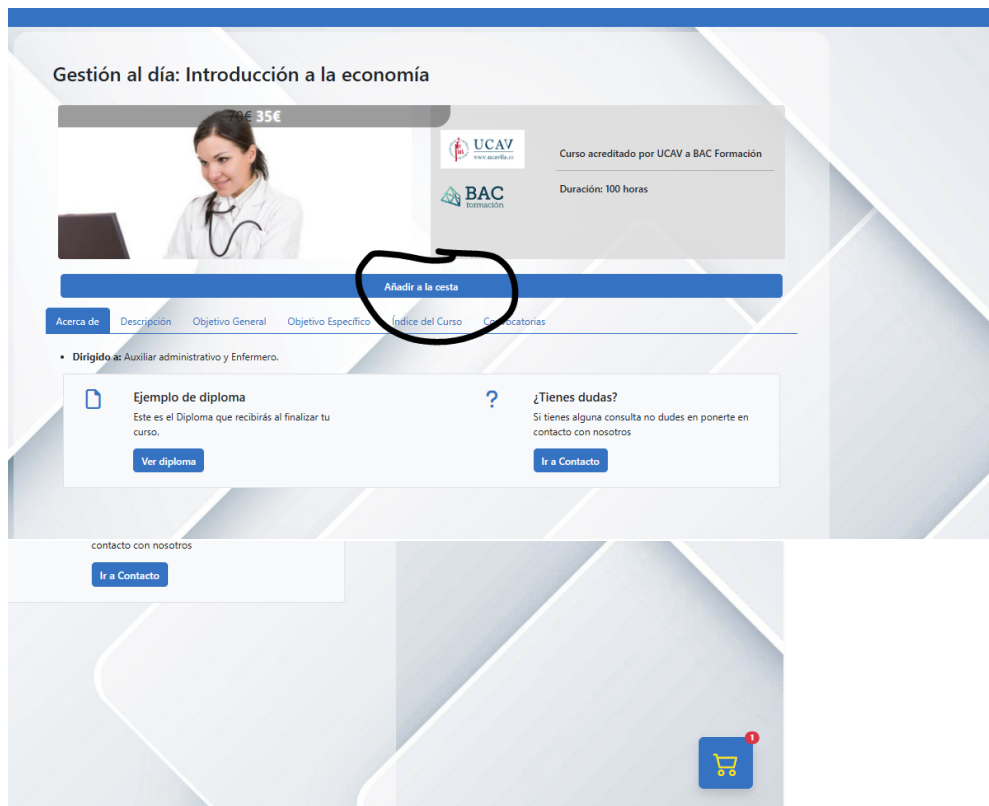 Gestión al día: Introducción a la economía
70€ 35€
UCAV
www.ucavila.es
Curso acreditado por UCAV a BAC Formación
BAC
formación
Duración: 100 horas
Añadir a la cesta
Acerca de Descripción Objetivo General Objetivo Específico Índice del Curso Convocatorias
• Dirigido a: Auxiliar administrativo y Enfermero.
Ejemplo de diploma
Este es el Diploma que recibirás al finalizar tu
curso.
Ver diploma
? ¿Tienes dudas?
Si tienes alguna consulta no dudes en ponerte en
contacto con nosotros
Ir a Contacto
contacto con nosotros
Ir a Contacto
1